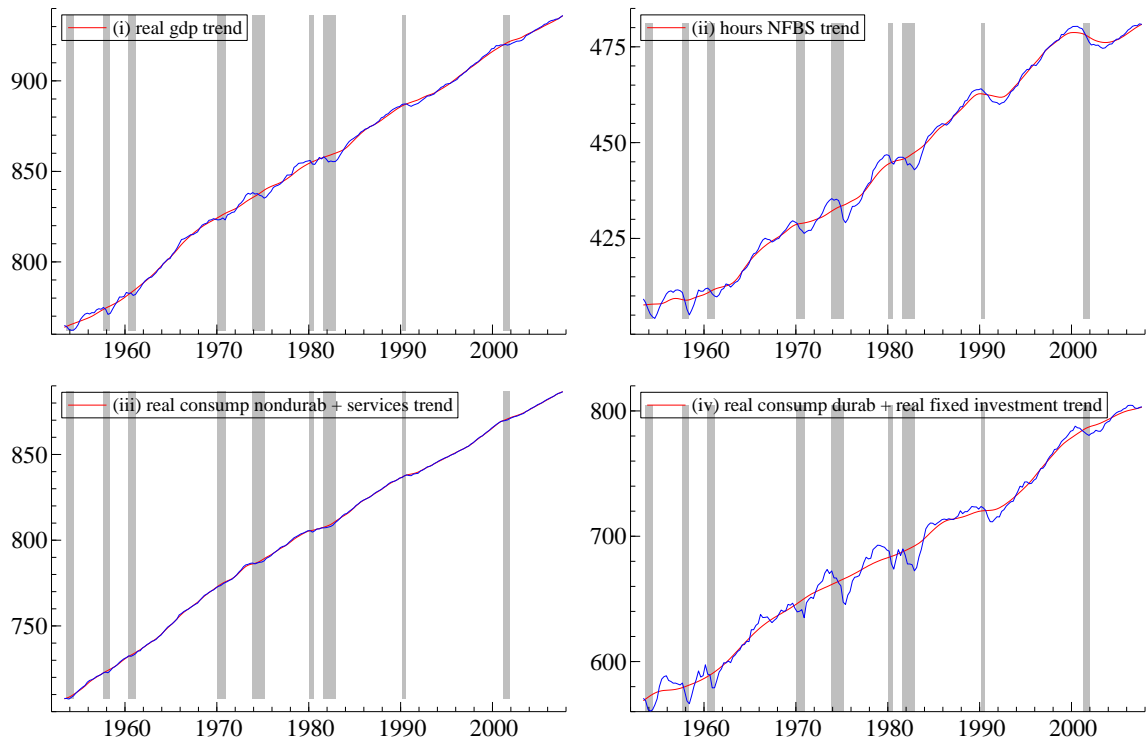 (i) real gdp trend
900
850
800
1960 1970 1980 1990 2000
(ii) hours NFBS trend
475
450
425
1960 1970 1980 1990 2000
(iii) real consump nondurab + services trend
850
800
750
1960 1970 1980 1990 2000
(iv) real consump durab + real fixed investment trend
800
700
600
1960 1970 1980 1990 2000